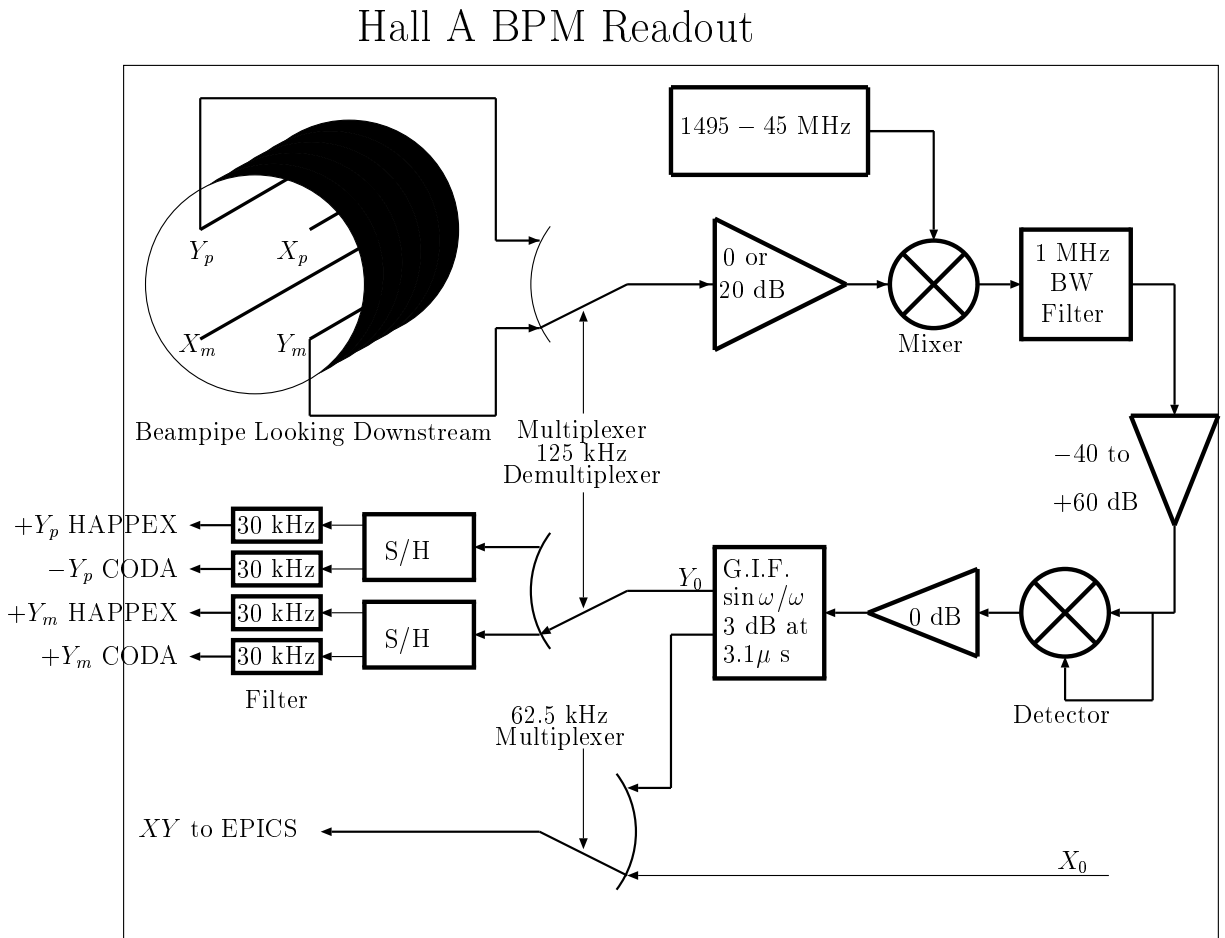 Hall A BPM Readout
1495 − 45 MHz
Y_p
X_p
X_m
Y_m
Beampipe Looking Downstream
0 or
20 dB
Mixer
1 MHz
BW
Filter
Multiplexer
125 kHz
Demultiplexer
−40 to
+60 dB
+Y_p HAPPEX
30 kHz
−Y_p CODA
30 kHz
+Y_m HAPPEX
30 kHz
+Y_m CODA
30 kHz
Filter
S/H
S/H
Y_0
G.I.F.
sin ω/ω
3 dB at
3.1μ s
0 dB
Detector
62.5 kHz
Multiplexer
XY to EPICS
X_0